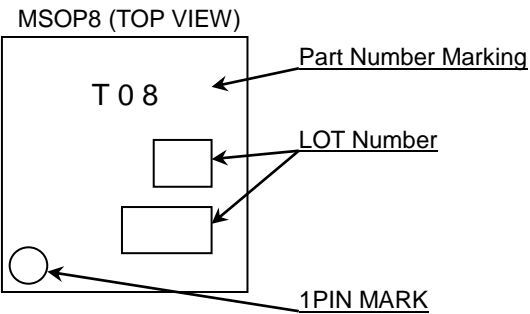 MSOP8 (TOP VIEW)
Part Number Marking
T 0 8
LOT Number
1PIN MARK